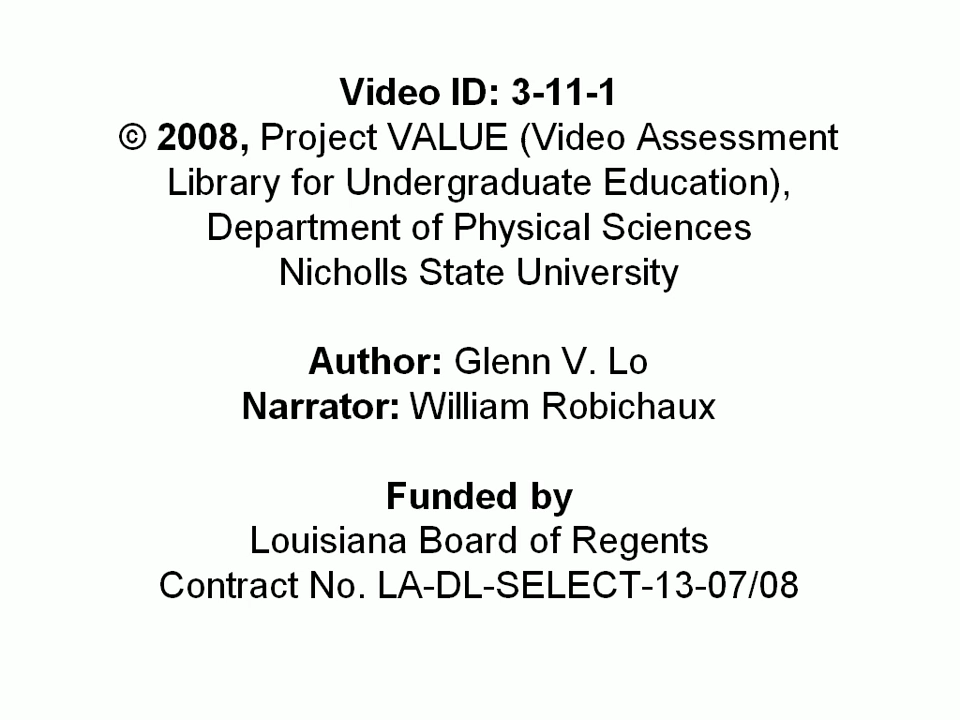 Video ID: 3-11-1
© 2008, Project VALUE (Video Assessment
Library for Undergraduate Education),
Department of Physical Sciences
Nicholls State University
Author: Glenn V. Lo
Narrator: William Robichaux
Funded by
Louisiana Board of Regents
Contract No. LA-DL-SELECT-13-07/08